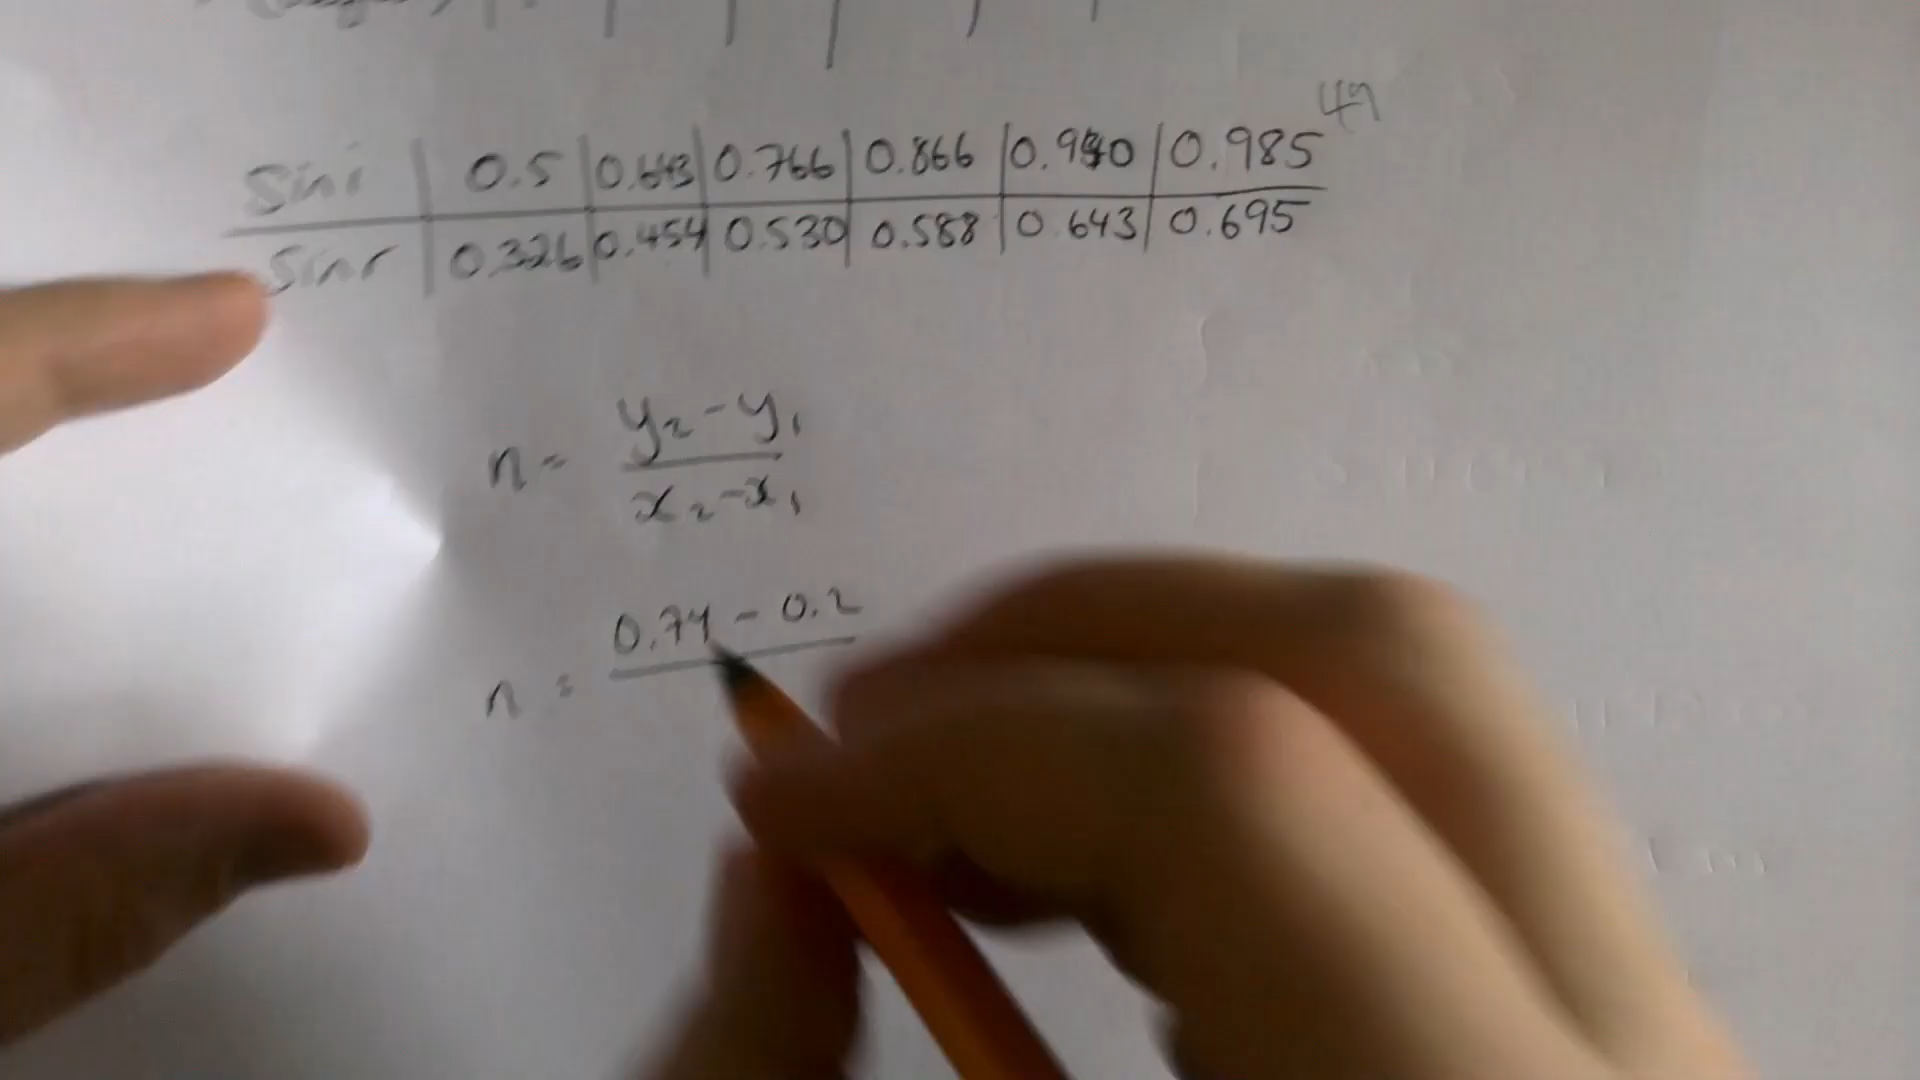 49
Sin i | 0.5 | 0.643 | 0.766 | 0.866 | 0.940 | 0.985
Sin r | 0.326 | 0.454 | 0.530 | 0.588 | 0.643 | 0.695
n = y₂-y₁ / x₂-x₁
n = 0.74 - 0.2